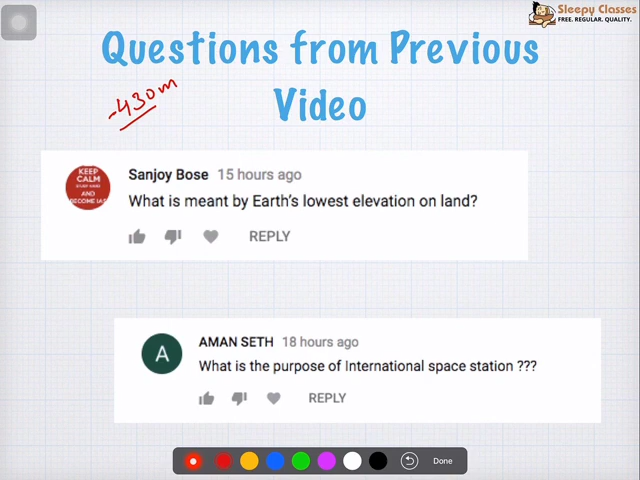 Sleepy Classes
FREE. REGULAR. QUALITY.
Questions from Previous
Video
-430m
KEEP
CALM
STUDY HARD
AND
BECOME IAS
Sanjoy Bose 15 hours ago
What is meant by Earth's lowest elevation on land?
REPLY
A
AMAN SETH 18 hours ago
What is the purpose of International space station ???
REPLY
Done